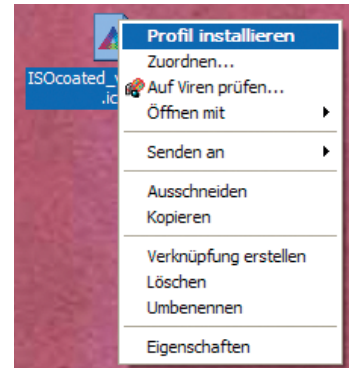 ISOcoated_v
.ic
Profil installieren
Zuordnen...
Auf Viren prüfen...
Öffnen mit
Senden an
Ausschneiden
Kopieren
Verknüpfung erstellen
Löschen
Umbenennen
Eigenschaften